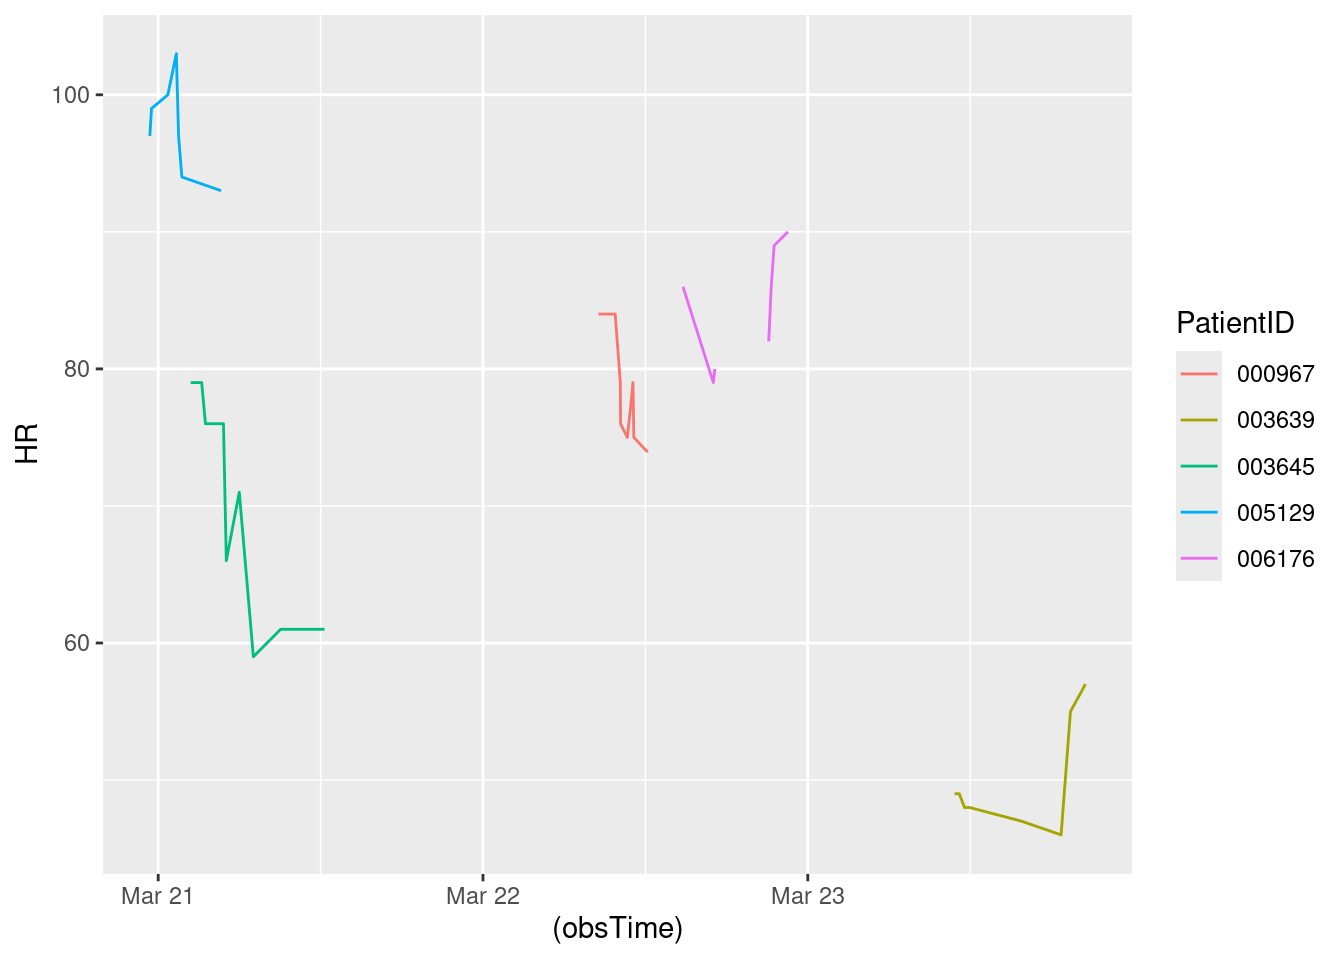 100
80
60
HR
Mar 21
Mar 22
Mar 23
(obsTime)
PatientID
000967
003639
003645
005129
006176